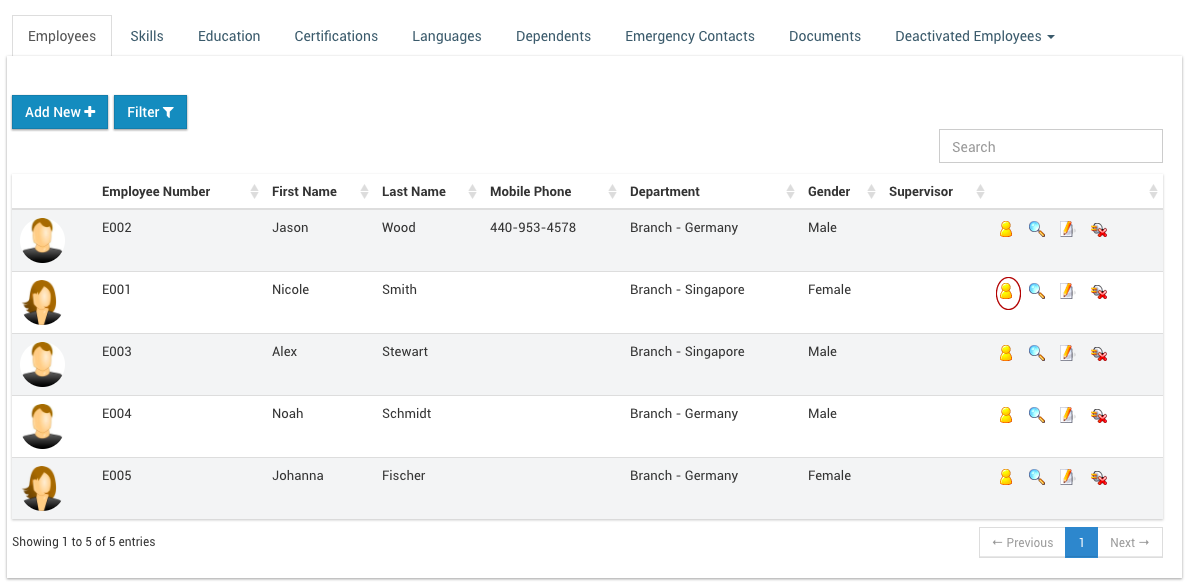 Employees Skills Education Certifications Languages Dependents Emergency Contacts Documents Deactivated Employees
Add New Filter
Search
Employee Number First Name Last Name Mobile Phone Department Gender Supervisor
E002 Jason Wood 440-953-4578 Branch - Germany Male
E001 Nicole Smith Branch - Singapore Female
E003 Alex Stewart Branch - Singapore Male
E004 Noah Schmidt Branch - Germany Male
E005 Johanna Fischer Branch - Germany Female
Showing 1 to 5 of 5 entries ← Previous 1 Next →